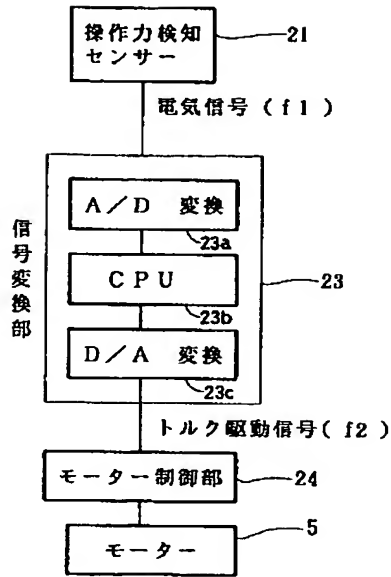 操作力検知
センサー
21
電気信号(f1)
信号変換部
A/D 変換
23a
CPU
23b
23
D/A 変換
23c
トルク駆動信号(f2)
モーター制御部
24
5
モーター